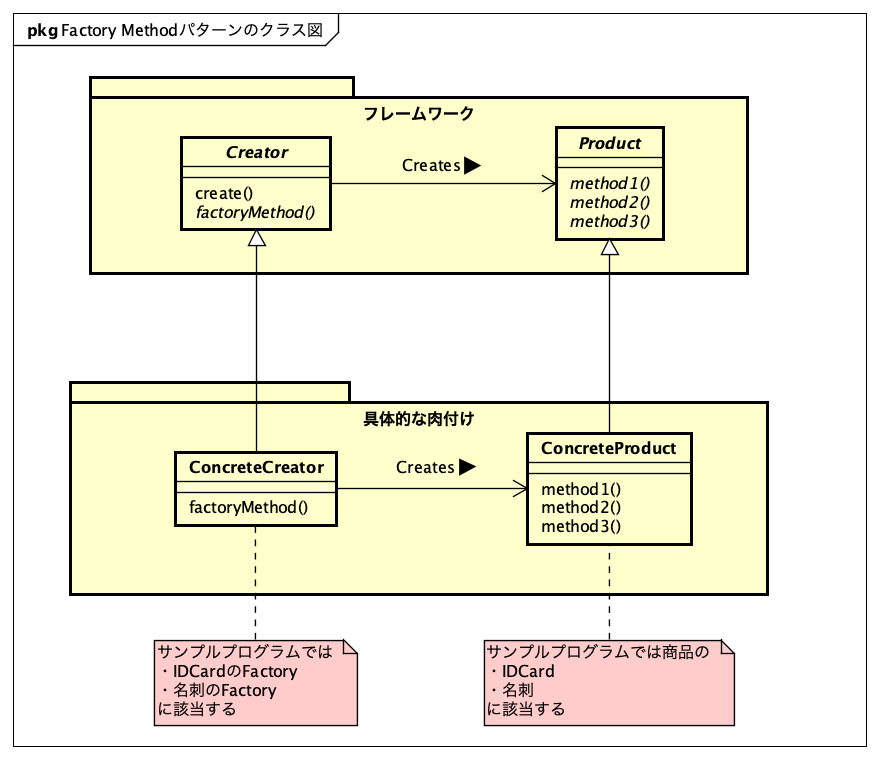 pkg Factory Methodパターンのクラス図
フレームワーク
Creator
create()
factoryMethod()
Creates ▶
Product
method1()
method2()
method3()
具体的な肉付け
ConcreteCreator
factoryMethod()
Creates ▶
ConcreteProduct
method1()
method2()
method3()
サンプルプログラムでは
・IDCardのFactory
・名刺のFactory
に該当する
サンプルプログラムでは商品の
・IDCard
・名刺
に該当する